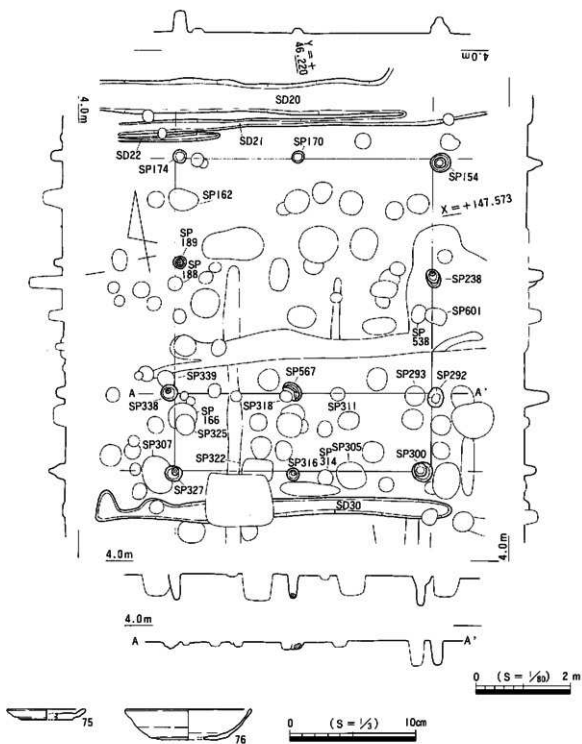 4.0m
Y=+
46.220
4.0m
SD20
SD21
SD22
SP174
SP170
SP154
SP162
X=+147.573
SP
189
SP
188
SP238
SP601
SP
538
SP339
SP567
SP293
SP292
A
A'
SP338
SP318
SP311
SP
166
SP325
SP307
SP322
SP316
SP
314
SP305
SP300
SP327
SD30
4.0m
4.0m
4.0m
A
A'
0 (S = 1/80) 2 m
75
76
0 (S = 1/3) 10cm